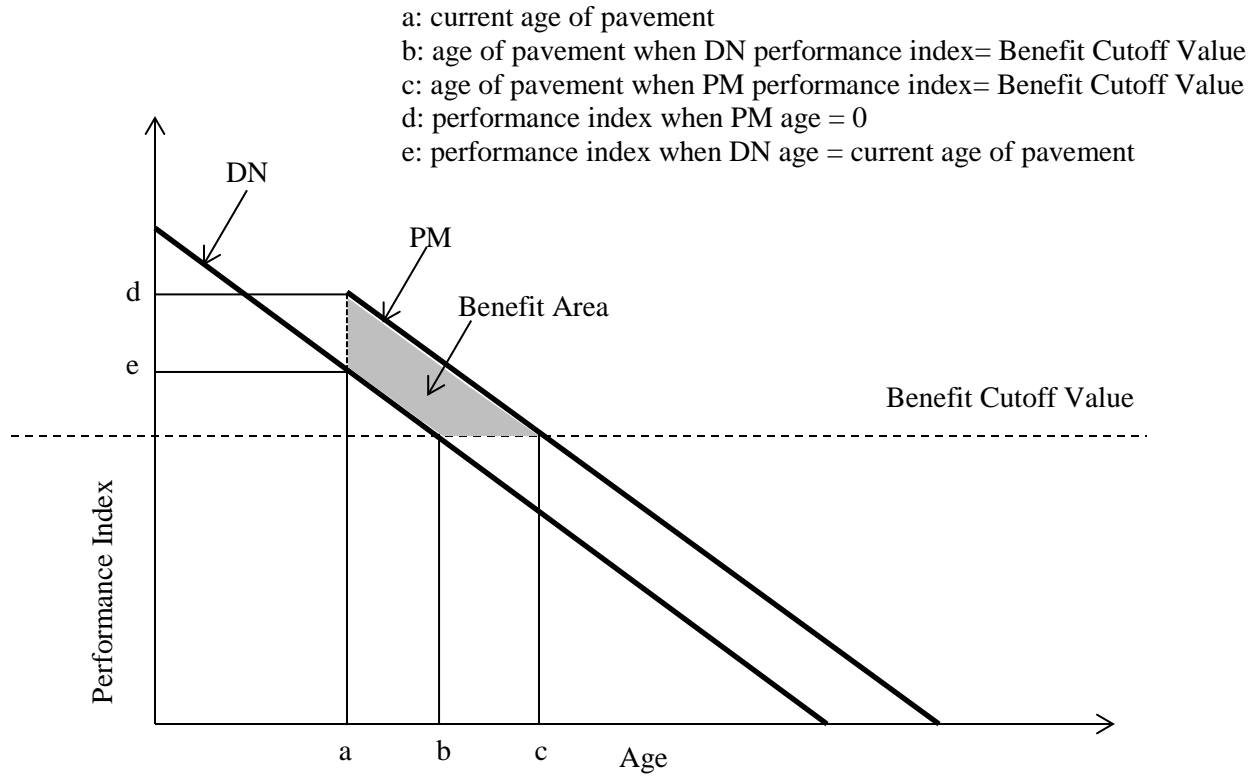 a: current age of pavement
b: age of pavement when DN performance index= Benefit Cutoff Value
c: age of pavement when PM performance index= Benefit Cutoff Value
d: performance index when PM age = 0
e: performance index when DN age = current age of pavement
DN
PM
d
Benefit Area
e
Benefit Cutoff Value
Performance Index
a
b
c
Age